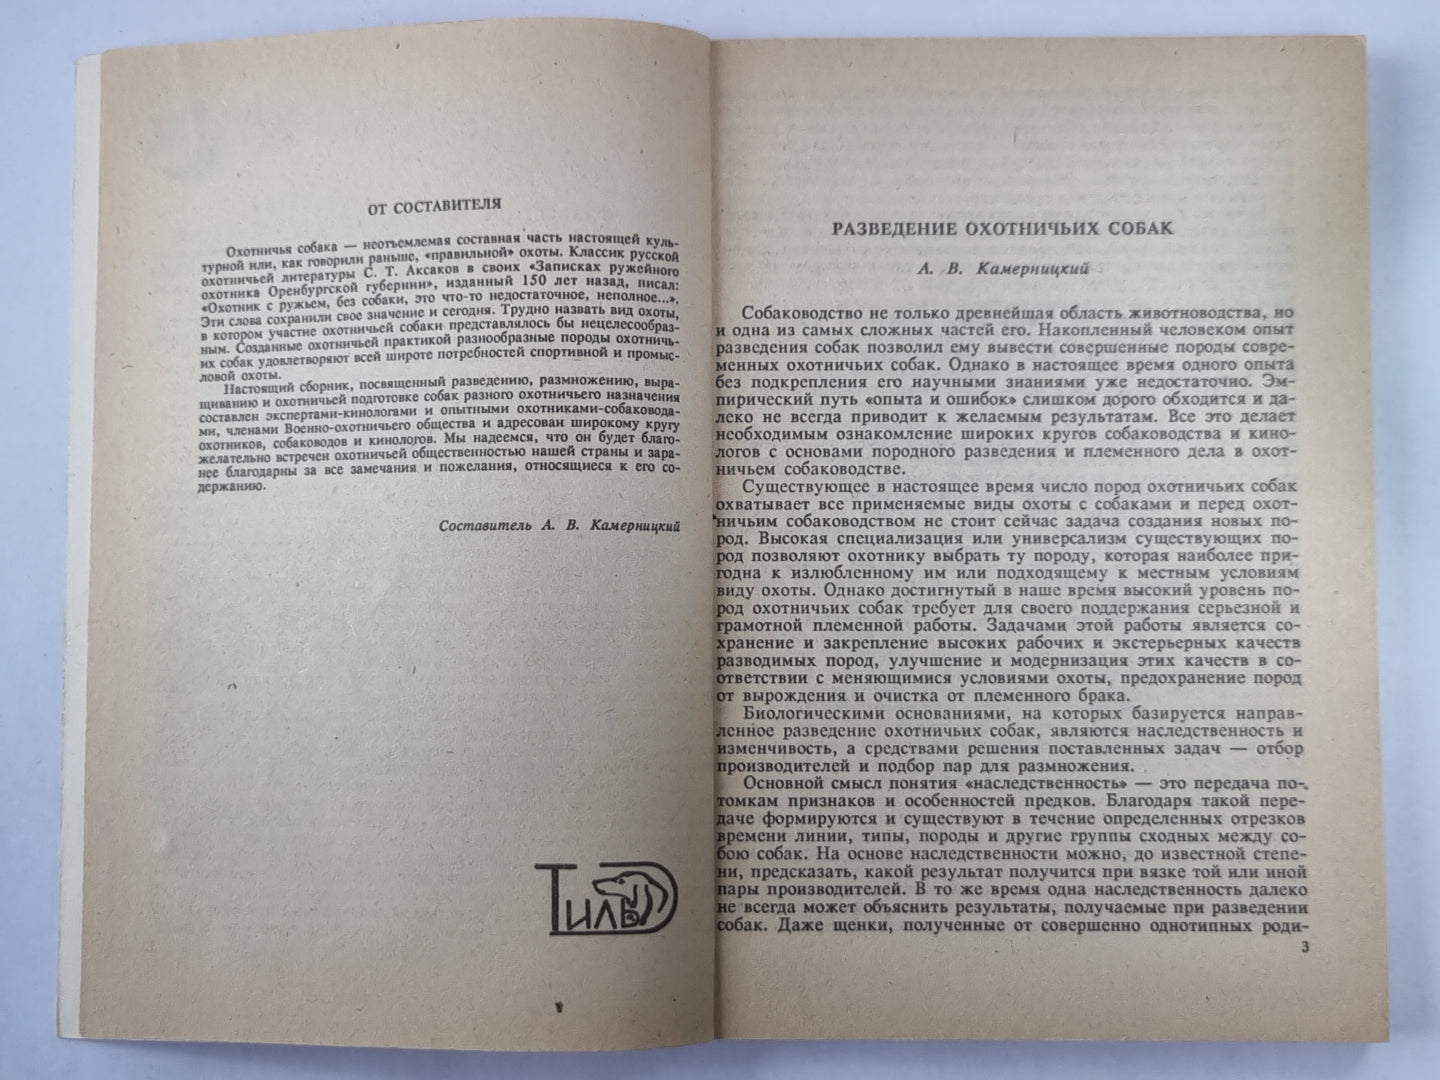 ОТ СОСТАВИТЕЛЯ
Охотничья собака — неотъемлемая составная часть настоящей куль-
турной или, как говорили раньше, «правильной» охоты. Классик русской
охотничьей литературы С. Т. Аксаков в своих «Записках ружейного
охотника Оренбургской губернии», изданный 150 лет назад, писал:
«Охотник с ружьем, без собаки, это что-то недостаточное, неполное...».
Эти слова сохранили свое значение и сегодня. Трудно назвать вид охоты,
в котором участие охотничьей собаки представлялось бы нецелесообраз-
ным. Созданные охотничьей практикой разнообразные породы охотничь-
их собак удовлетворяют всей широте потребностей спортивной и промыс-
ловой охоты.
Настоящий сборник, посвященный разведению, размножению, выра-
щиванию и охотничьей подготовке собак разного охотничьего назначения
составлен экспертами-кинологами и опытными охотниками-собаковода-
ми, членами Военно-охотничьего общества и адресован широкому кругу
охотников, собаководов и кинологов. Мы надеемся, что он будет благо-
желательно встречен охотничьей общественностью нашей страны и зара-
нее благодарны за все замечания и пожелания, относящиеся к его со-
держанию.
Составитель А. В. Камерницкий
РАЗВЕДЕНИЕ ОХОТНИЧЬИХ СОБАК
А. В. Камерницкий
Собаководство не только древнейшая область животноводства, но
и одна из самых сложных частей его. Накопленный человеком опыт
разведения собак позволил ему вывести совершенные породы совре-
менных охотничьих собак. Однако в настоящее время одного опыта
без подкрепления его научными знаниями уже недостаточно. Эм-
пирический путь «опыта и ошибок» слишком дорого обходится и да-
леко не всегда приводит к желаемым результатам. Все это делает
необходимым ознакомление широких кругов собаководства и кино-
логов с основами породного разведения и племенного дела в охот-
ничьем собаководстве.
Существующее в настоящее время число пород охотничьих собак
охватывает все применяемые виды охоты с собаками и перед охот-
ничьим собаководством не стоит сейчас задача создания новых по-
род. Высокая специализация или универсализм существующих по-
род позволяют охотнику выбрать ту породу, которая наиболее при-
годна к излюбленному им или подходящему к местным условиям
виду охоты. Однако достигнутый в наше время высокий уровень по-
род охотничьих собак требует для своего поддержания серьезной и
грамотной племенной работы. Задачами этой работы является со-
хранение и закрепление высоких рабочих и экстерьерных качеств
разводимых пород, улучшение и модернизация этих качеств в со-
ответствии с меняющимися условиями охоты, предохранение пород
от вырождения и очистка от племенного брака.
Биологическими основаниями, на которых базируется направ-
ленное разведение охотничьих собак, являются наследственность и
изменчивость, а средствами решения поставленных задач — отбор
производителей и подбор пар для размножения.
Основной смысл понятия «наследственность» — это передача по-
томкам признаков и особенностей предков. Благодаря такой пере-
даче формируются и существуют в течение определенных отрезков
времени линии, типы, породы и другие группы сходных между со-
бою собак. На основе наследственности можно, до известной степе-
ни, предсказать, какой результат получится при вязке той или иной
пары производителей. В то же время одна наследственность далеко
не всегда может объяснить результаты, получаемые при разведении
собак. Даже щенки, полученные от совершенно однотипных роди-
3